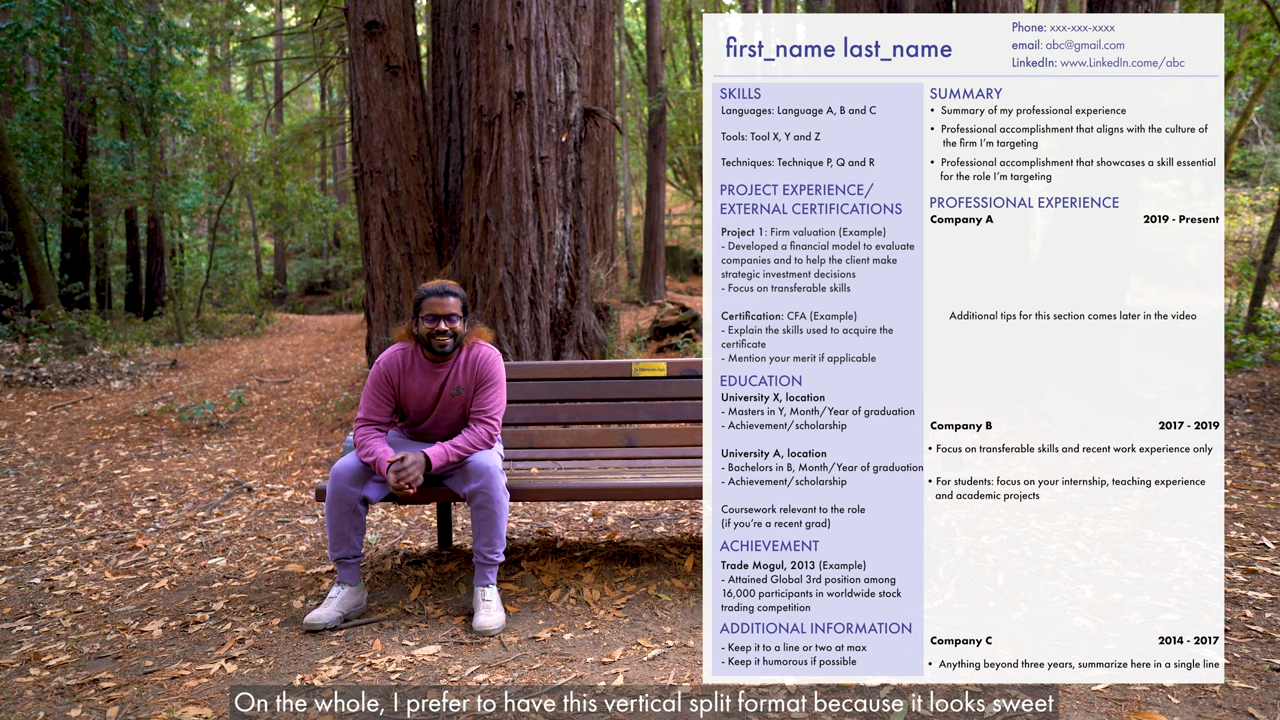 first_name last_name
Phone: xxx-xxx-xxxx
email: abc@gmail.com
LinkedIn: www.LinkedIn.come/abc
SKILLS
Languages: Language A, B and C
Tools: Tool X, Y and Z
Techniques: Technique P, Q and R
PROJECT EXPERIENCE/
EXTERNAL CERTIFICATIONS
Project 1: Firm valuation (Example)
- Developed a financial model to evaluate
companies and to help the client make
strategic investment decisions
- Focus on transferable skills
Certification: CFA (Example)
- Explain the skills used to acquire the
certificate
- Mention your merit if applicable
EDUCATION
University X, location
- Masters in Y, Month/Year of graduation
- Achievement/scholarship
University A, location
- Bachelors in B, Month/Year of graduation
- Achievement/scholarship
Coursework relevant to the role
(if you're a recent grad)
ACHIEVEMENT
Trade Mogul, 2013 (Example)
- Attained Global 3rd position among
16,000 participants in worldwide stock
trading competition
ADDITIONAL INFORMATION
- Keep it to a line or two at max
- Keep it humorous if possible
SUMMARY
• Summary of my professional experience
• Professional accomplishment that aligns with the culture of
the firm I'm targeting
• Professional accomplishment that showcases a skill essential
for the role I'm targeting
PROFESSIONAL EXPERIENCE
Company A 2019 - Present
Additional tips for this section comes later in the video
Company B 2017 - 2019
• Focus on transferable skills and recent work experience only
• For students: focus on your internship, teaching experience
and academic projects
Company C 2014 - 2017
• Anything beyond three years, summarize here in a single line
On the whole, I prefer to have this vertical split format because it looks sweet